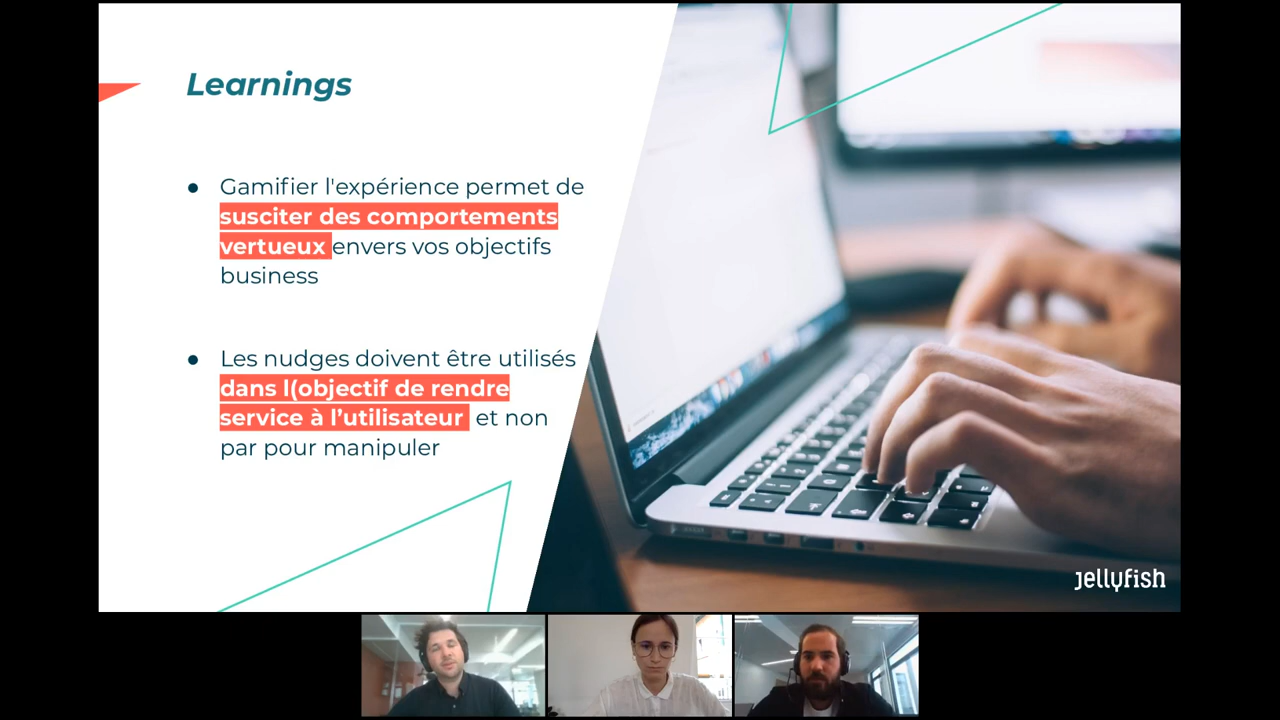 Learnings
● Gamifier l'expérience permet de
susciter des comportements
vertueux envers vos objectifs
business
● Les nudges doivent être utilisés
dans l(objectif de rendre
service à l’utilisateur et non
par pour manipuler
jellyfish